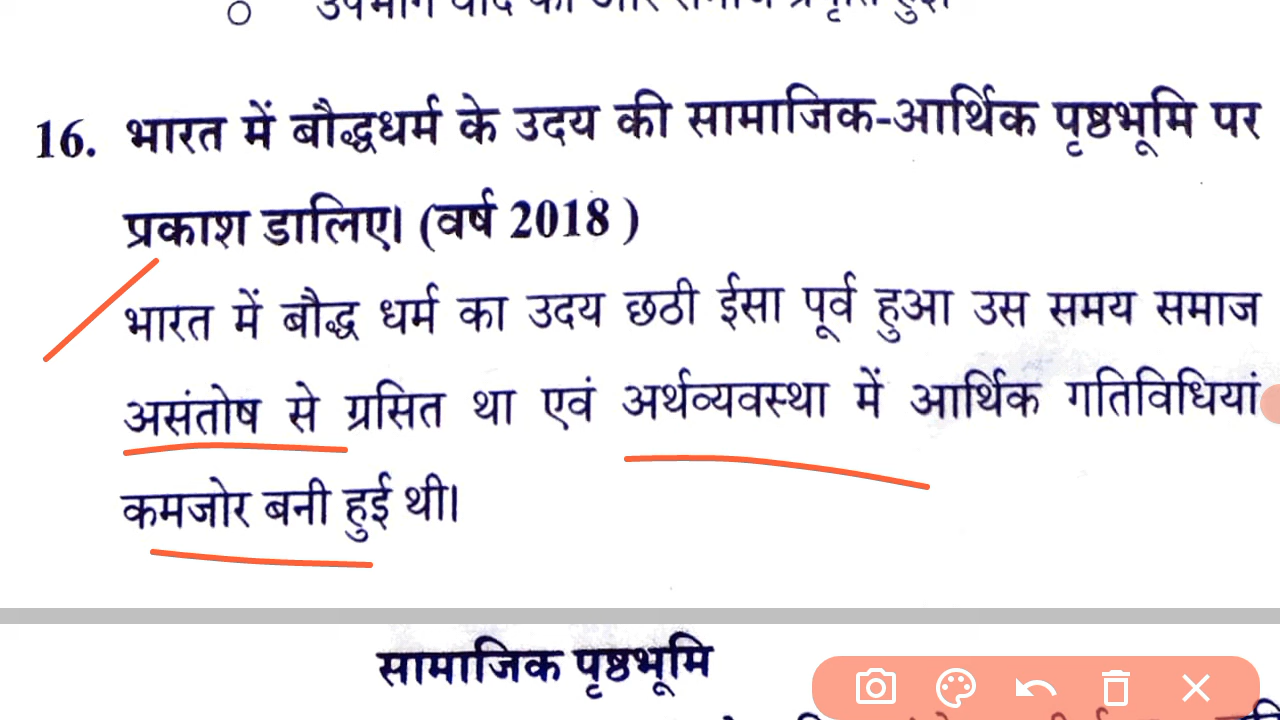 16. भारत में बौद्धधर्म के उदय की सामाजिक-आर्थिक पृष्ठभूमि पर
प्रकाश डालिए। (वर्ष 2018 )
भारत में बौद्ध धर्म का उदय छठी ईसा पूर्व हुआ उस समय समाज
असंतोष से ग्रसित था एवं अर्थव्यवस्था में आर्थिक गतिविधियां
कमजोर बनी हुई थी।
सामाजिक पृष्ठभूमि